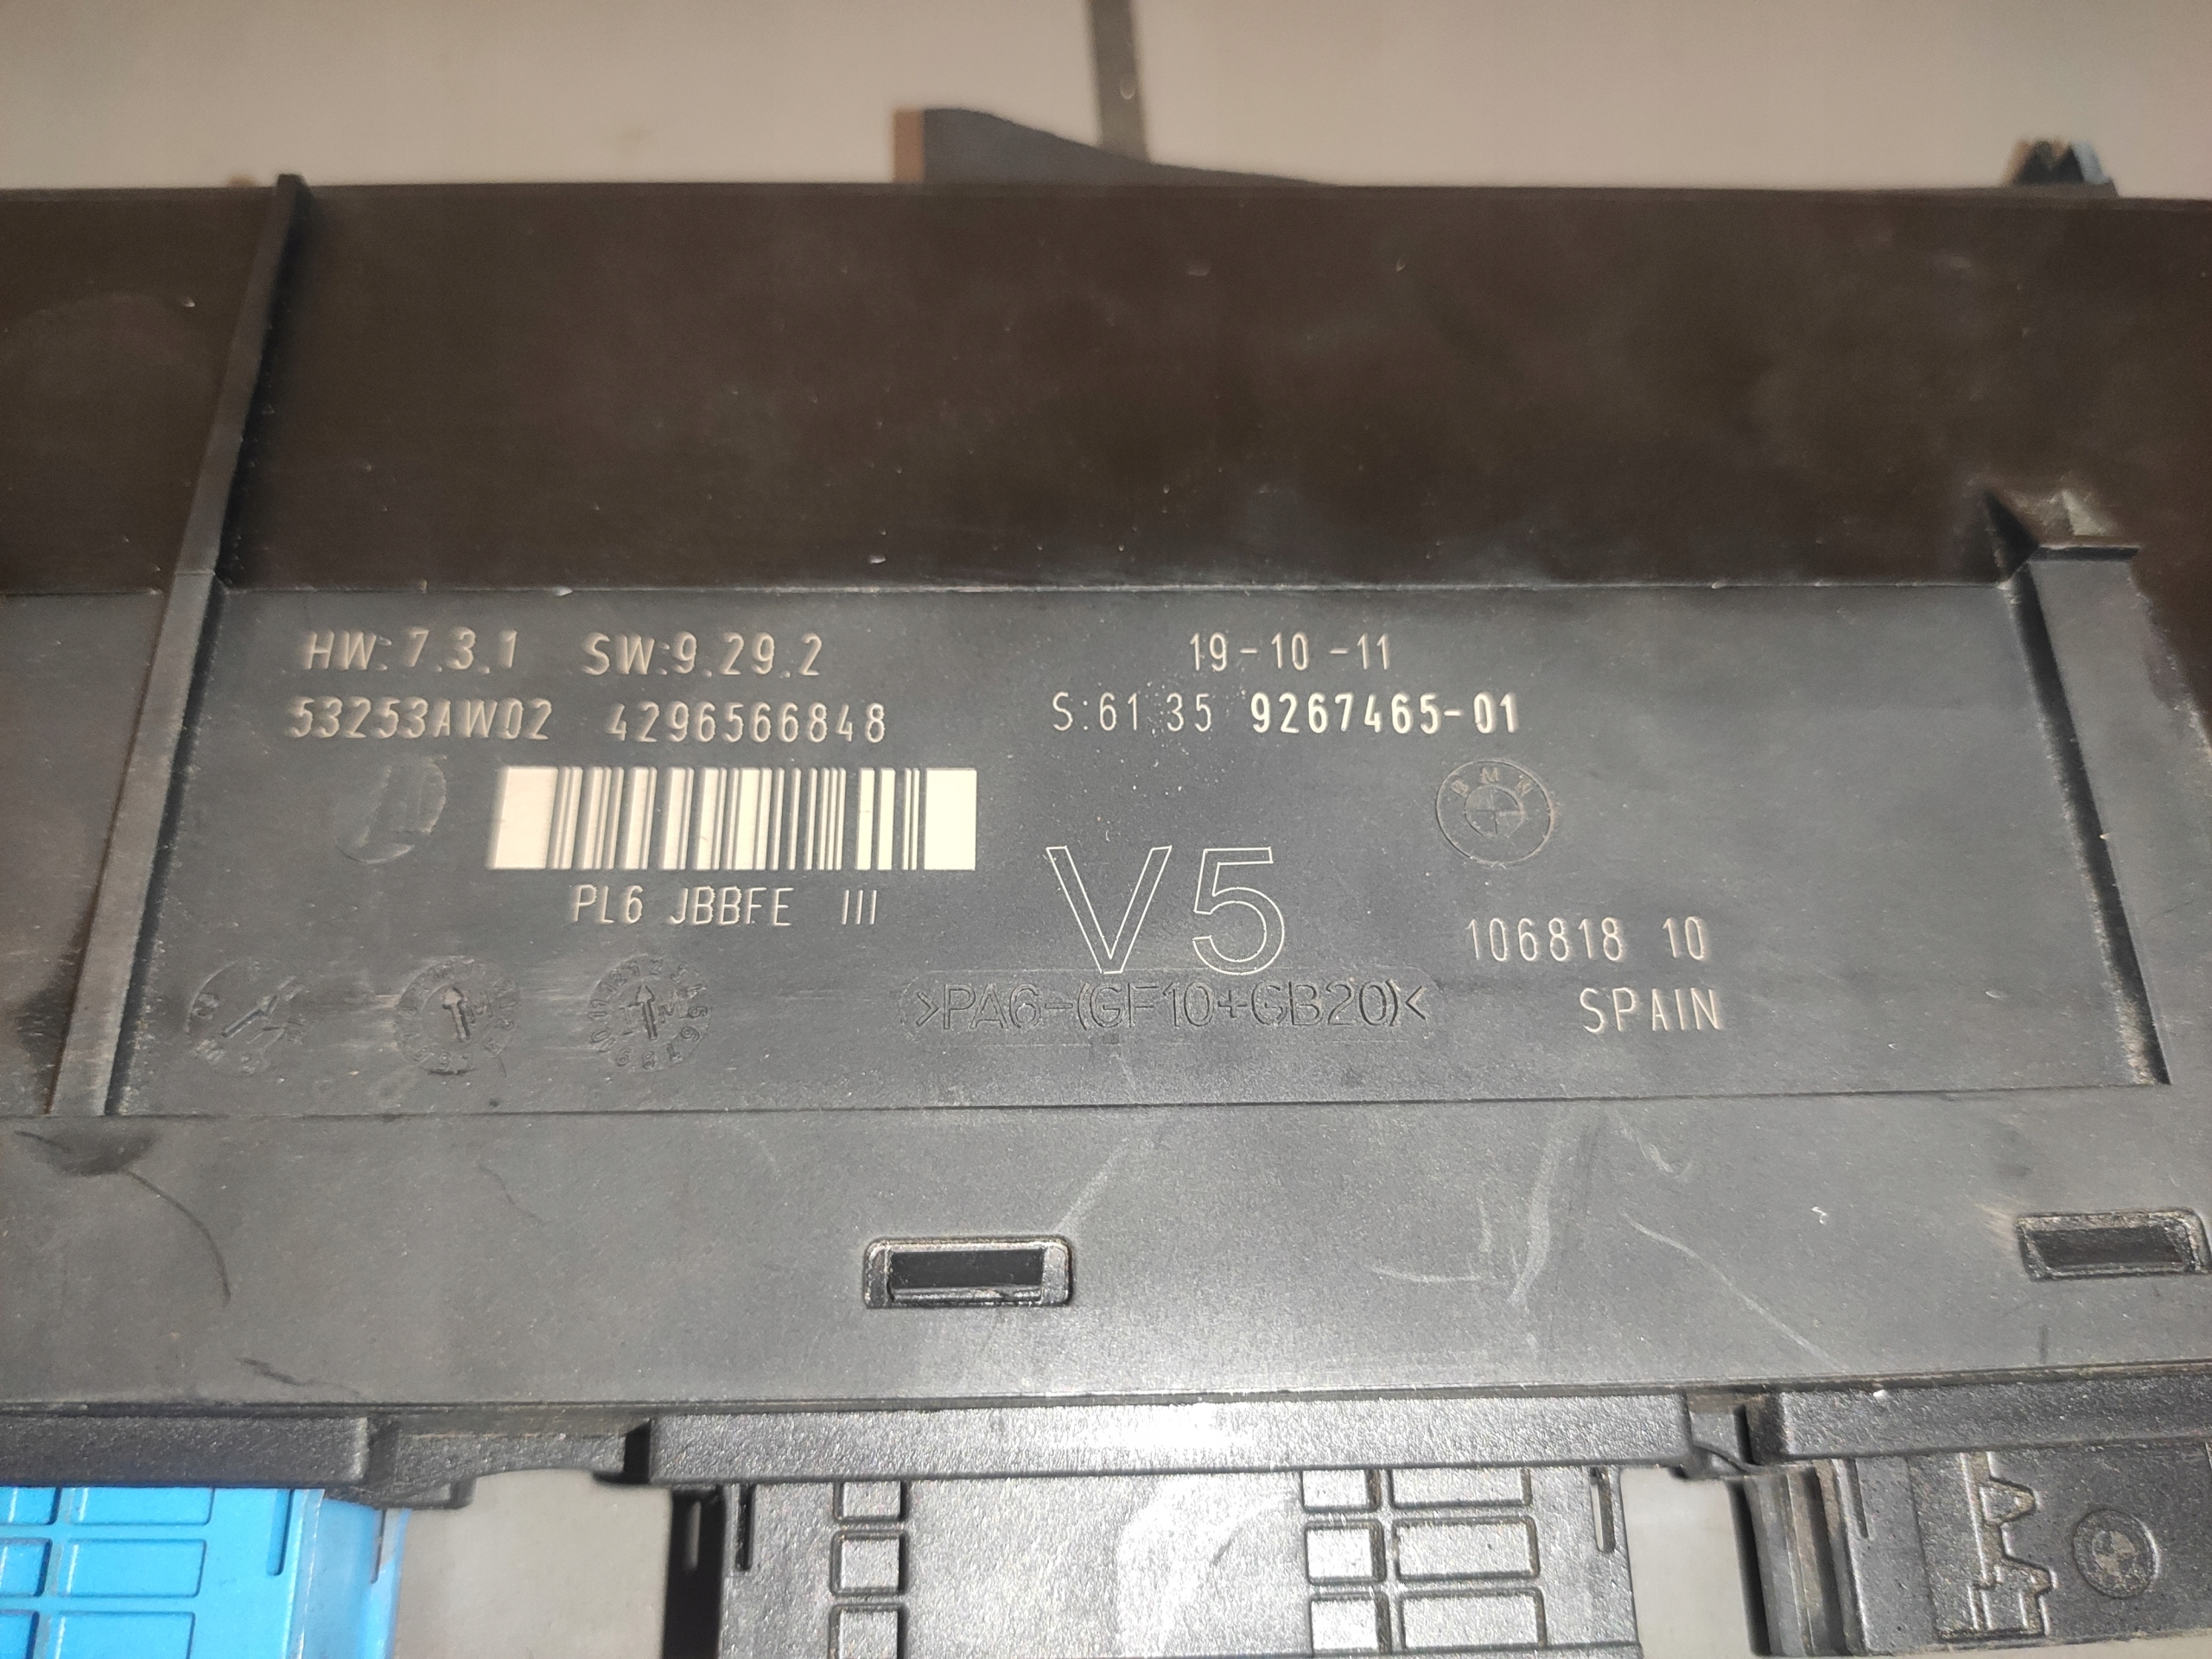 HW:7.3.1 SW:9.29.2
19-10-11
53253AW02 4296566848
S:61.35 9267465-01
BMW
PL6 JBBFE III
V5
106818 10
>PA6-(GF10+GB20)<
SPAIN